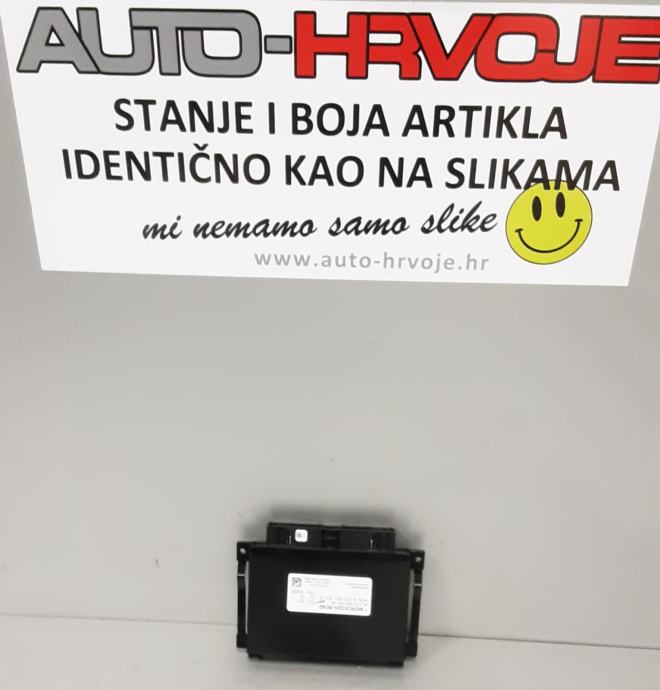 AUTO-HRVOJE
STANJE I BOJA ARTIKLA
IDENTIČNO KAO NA SLIKAMA
mi nemamo samo slike
www.auto-hrvoje.hr
MERCEDES-BENZ